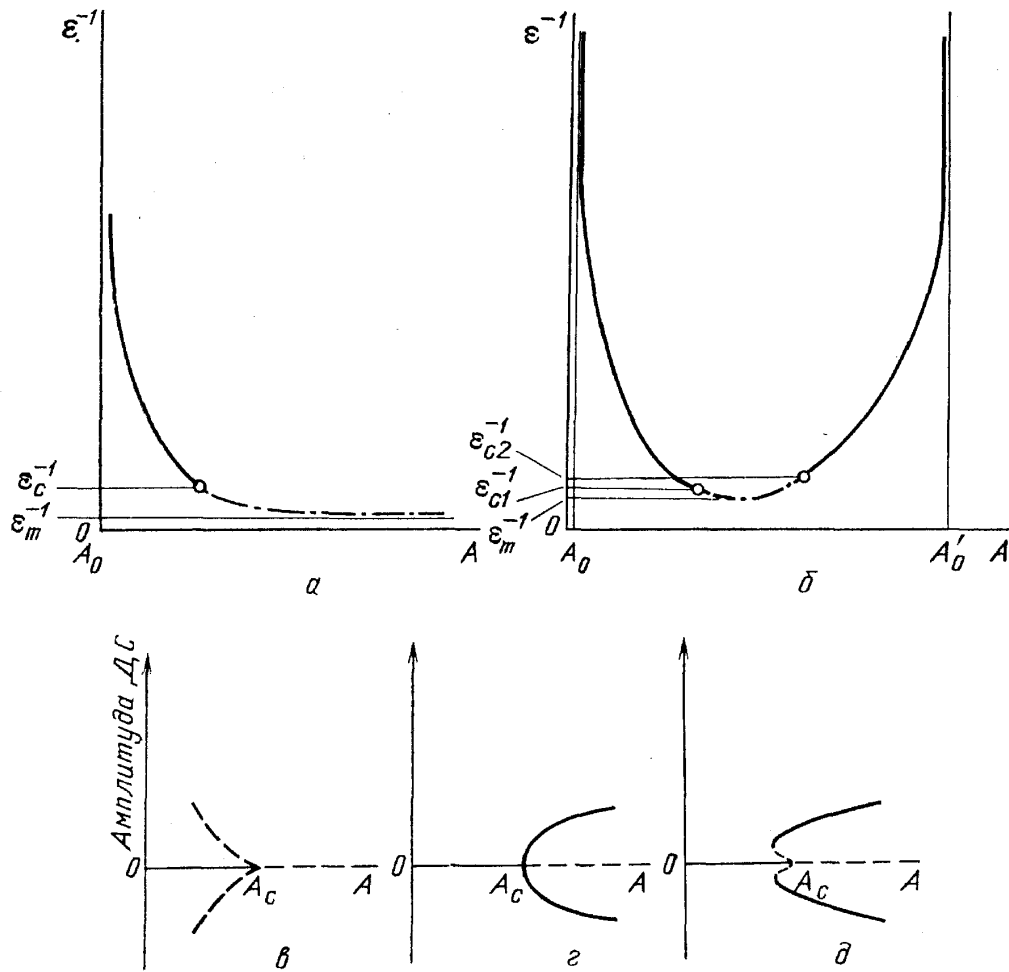 ε⁻¹
ε_c⁻¹
ε_m⁻¹
0
A₀
A
а
ε⁻¹
ε_c2⁻¹
ε_c1⁻¹
ε_m⁻¹
0
A₀
A₀′
A
б
Амплитуда ДС
0
A_c
A
в
0
A_c
A
г
0
A_c
A
д